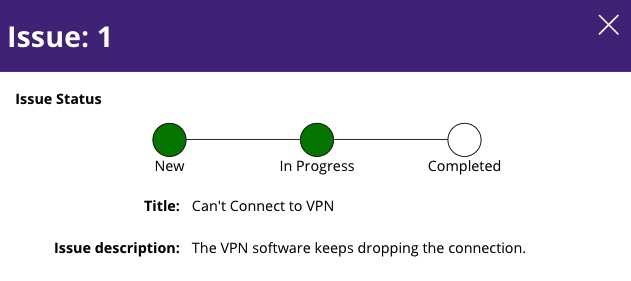 Issue: 1
Issue Status
New In Progress Completed
Title: Can't Connect to VPN
Issue description: The VPN software keeps dropping the connection.